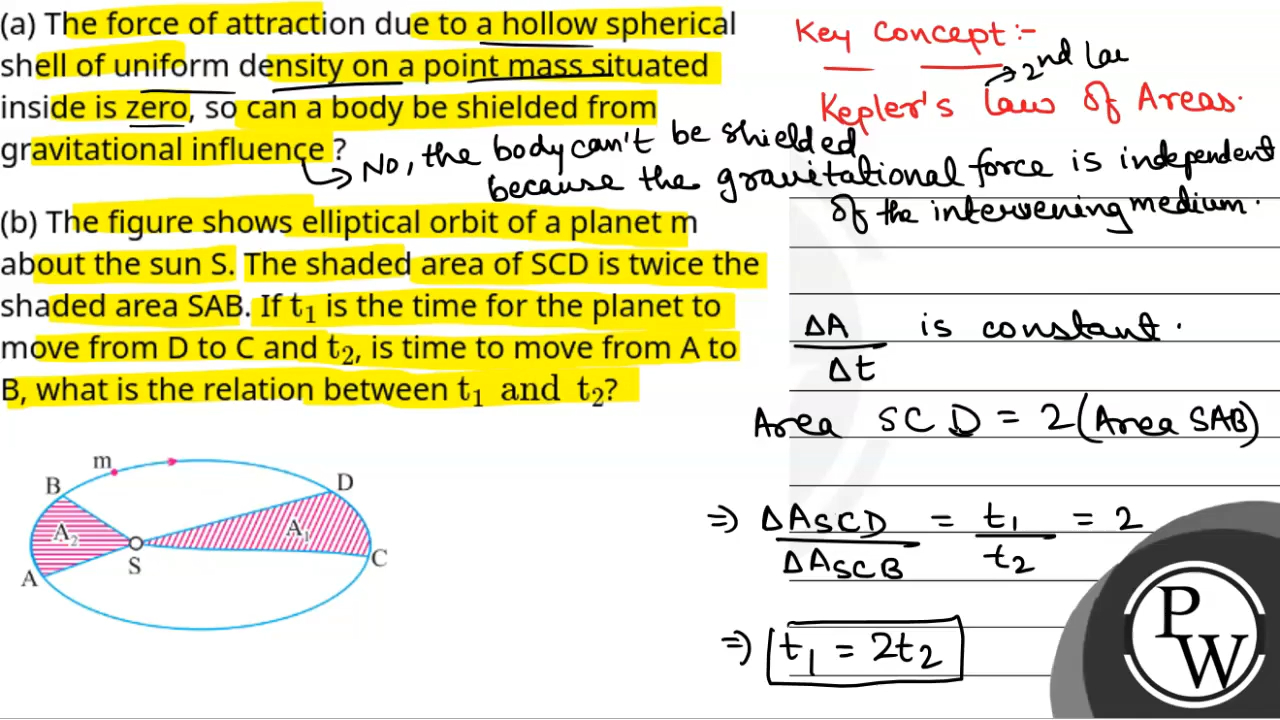 (a) The force of attraction due to a hollow spherical
shell of uniform density on a point mass situated
inside is zero, so can a body be shielded from
gravitational influence ?
(b) The figure shows elliptical orbit of a planet m
about the sun S. The shaded area of SCD is twice the
shaded area SAB. If t₁ is the time for the planet to
move from D to C and t₂, is time to move from A to
B, what is the relation between t₁ and t₂?
m
B
D
A₂
A₁
S
A
C
Key Concept :-
→ 2nd Law
Kepler's Law of Areas.
→ No, the body can't be shielded
because the gravitational force is independent
of the intervening medium.
ΔA/Δt is constant.
Area SCD = 2(Area SAB)
⇒ ΔASCD/ΔASCB = t₁/t₂ = 2
⇒ t₁ = 2t₂
P
W